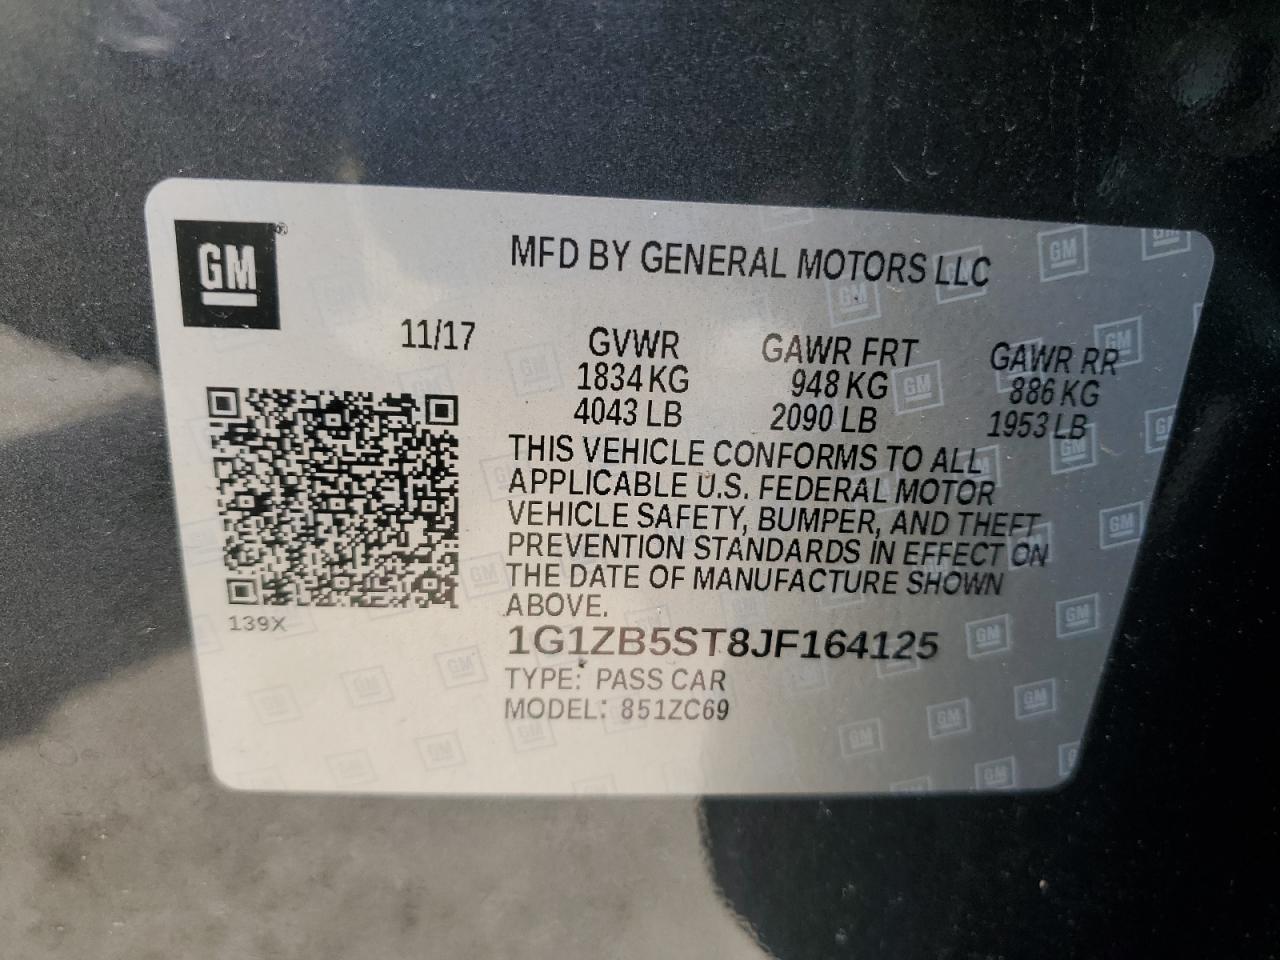 GM
MFD BY GENERAL MOTORS LLC
11/17 GVWR GAWR FRT GAWR RR
1834 KG 948 KG 886 KG
4043 LB 2090 LB 1953 LB
THIS VEHICLE CONFORMS TO ALL
APPLICABLE U.S. FEDERAL MOTOR
VEHICLE SAFETY, BUMPER, AND THEFT
PREVENTION STANDARDS IN EFFECT ON
THE DATE OF MANUFACTURE SHOWN
ABOVE.
139X
1G1ZB5ST8JF164125
TYPE: PASS CAR
MODEL: 851ZC69